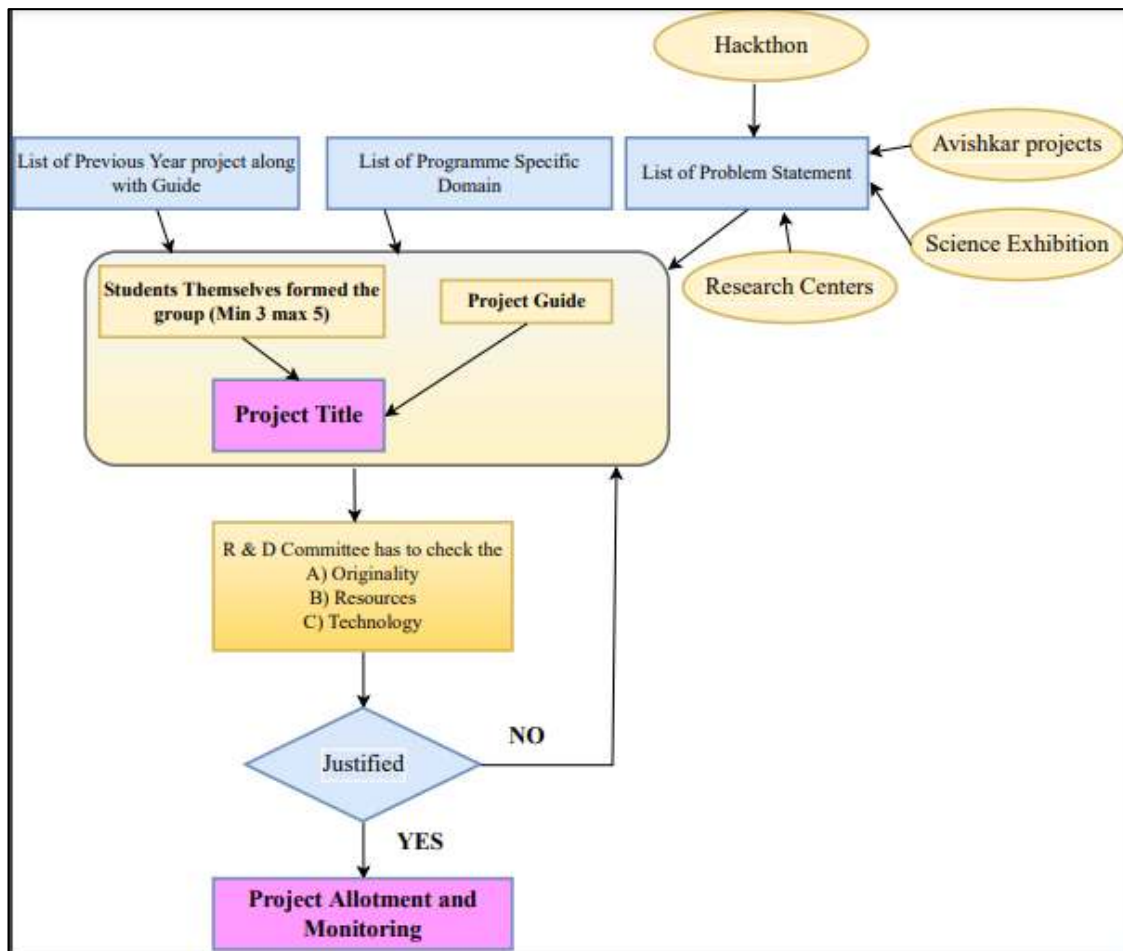 Hackthon
List of Previous Year project along
with Guide
List of Programme Specific
Domain
List of Problem Statement
Avishkar projects
Science Exhibition
Research Centers
Students Themselves formed the
group (Min 3 max 5)
Project Guide
Project Title
R & D Committee has to check the
A) Originality
B) Resources
C) Technology
Justified
NO
YES
Project Allotment and
Monitoring